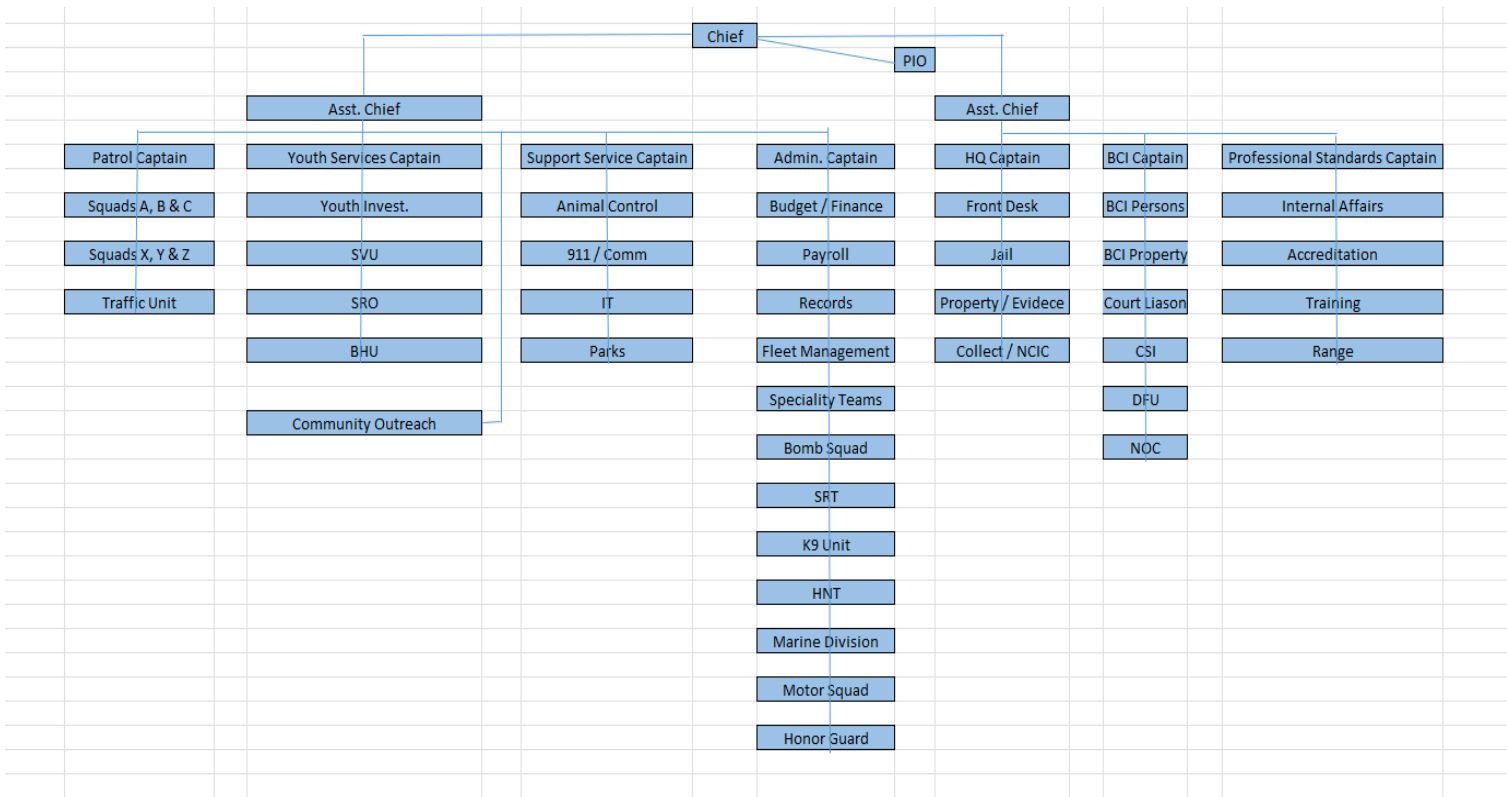 Chief
PIO
Asst. Chief Asst. Chief
Patrol Captain Youth Services Captain Support Service Captain Admin. Captain HQ Captain BCI Captain Professional Standards Captain
Squads A, B & C Youth Invest. Animal Control Budget / Finance Front Desk BCI Persons Internal Affairs
Squads X, Y & Z SVU 911 / Comm Payroll Jail BCI Property Accreditation
Traffic Unit SRO IT Records Property / Evidece Court Liason Training
BHU Parks Fleet Management Collect / NCIC CSI Range
Speciality Teams DFU
Community Outreach
Bomb Squad NOC
SRT
K9 Unit
HNT
Marine Division
Motor Squad
Honor Guard